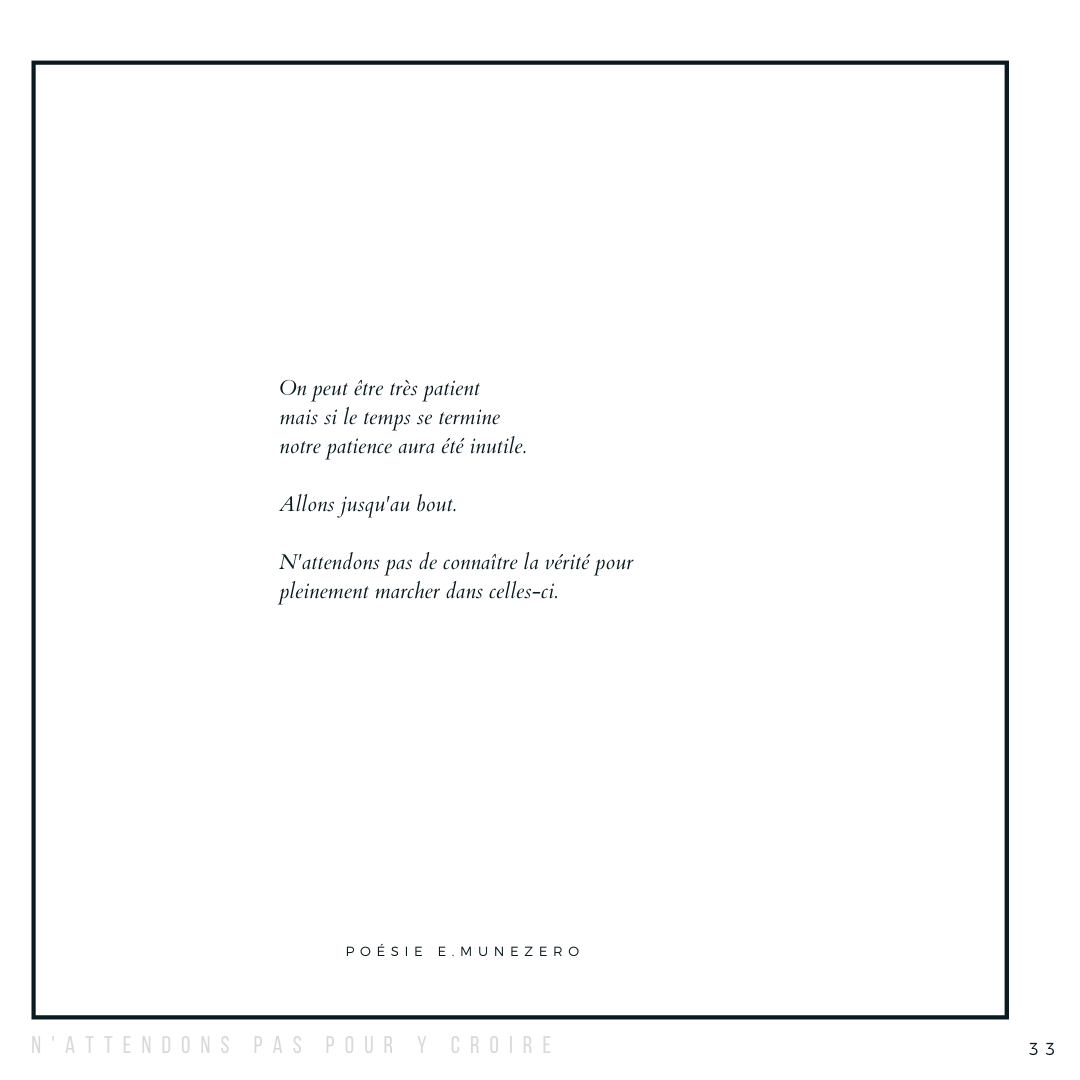 On peut être très patient
mais si le temps se termine
notre patience aura été inutile.
Allons jusqu'au bout.
N'attendons pas de connaître la vérité pour
pleinement marcher dans celles-ci.
POÉSIE E.MUNEZERO
N'ATTENDONS PAS POUR Y CROIRE
33